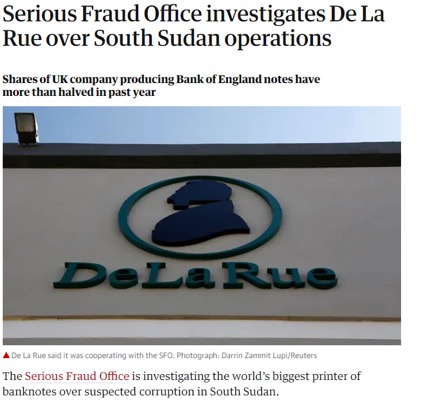 Serious Fraud Office investigates De La
Rue over South Sudan operations
Shares of UK company producing Bank of England notes have
more than halved in past year
DeLaRue
▲ De La Rue said it was cooperating with the SFO. Photograph: Darrin Zammit Lupi/Reuters
The Serious Fraud Office is investigating the world’s biggest printer of
banknotes over suspected corruption in South Sudan.